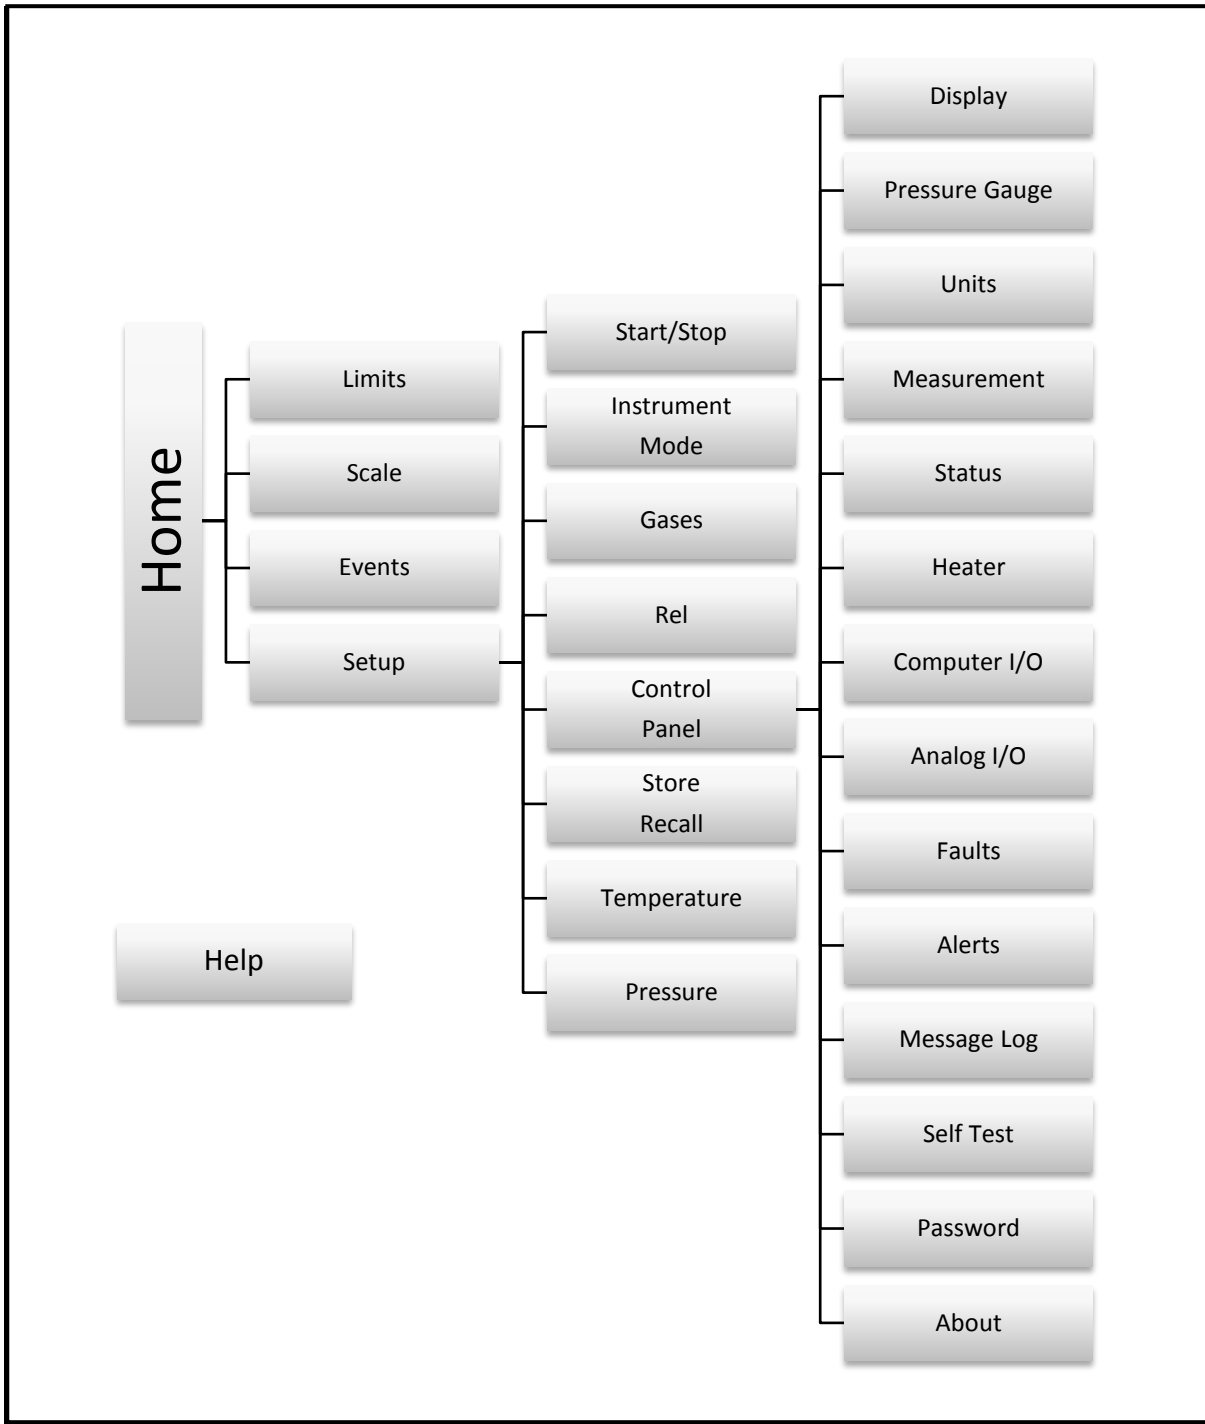 Home
Limits
Scale
Events
Setup
Help
Start/Stop
Instrument
Mode
Gases
Rel
Control
Panel
Store
Recall
Temperature
Pressure
Display
Pressure Gauge
Units
Measurement
Status
Heater
Computer I/O
Analog I/O
Faults
Alerts
Message Log
Self Test
Password
About